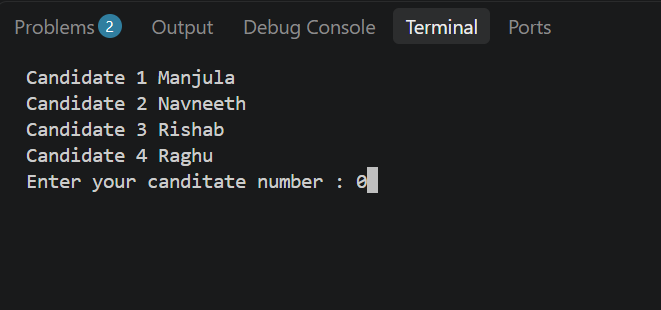 Problems 2 Output Debug Console Terminal Ports
Candidate 1 Manjula
Candidate 2 Navneeth
Candidate 3 Rishab
Candidate 4 Raghu
Enter your canditate number : 0